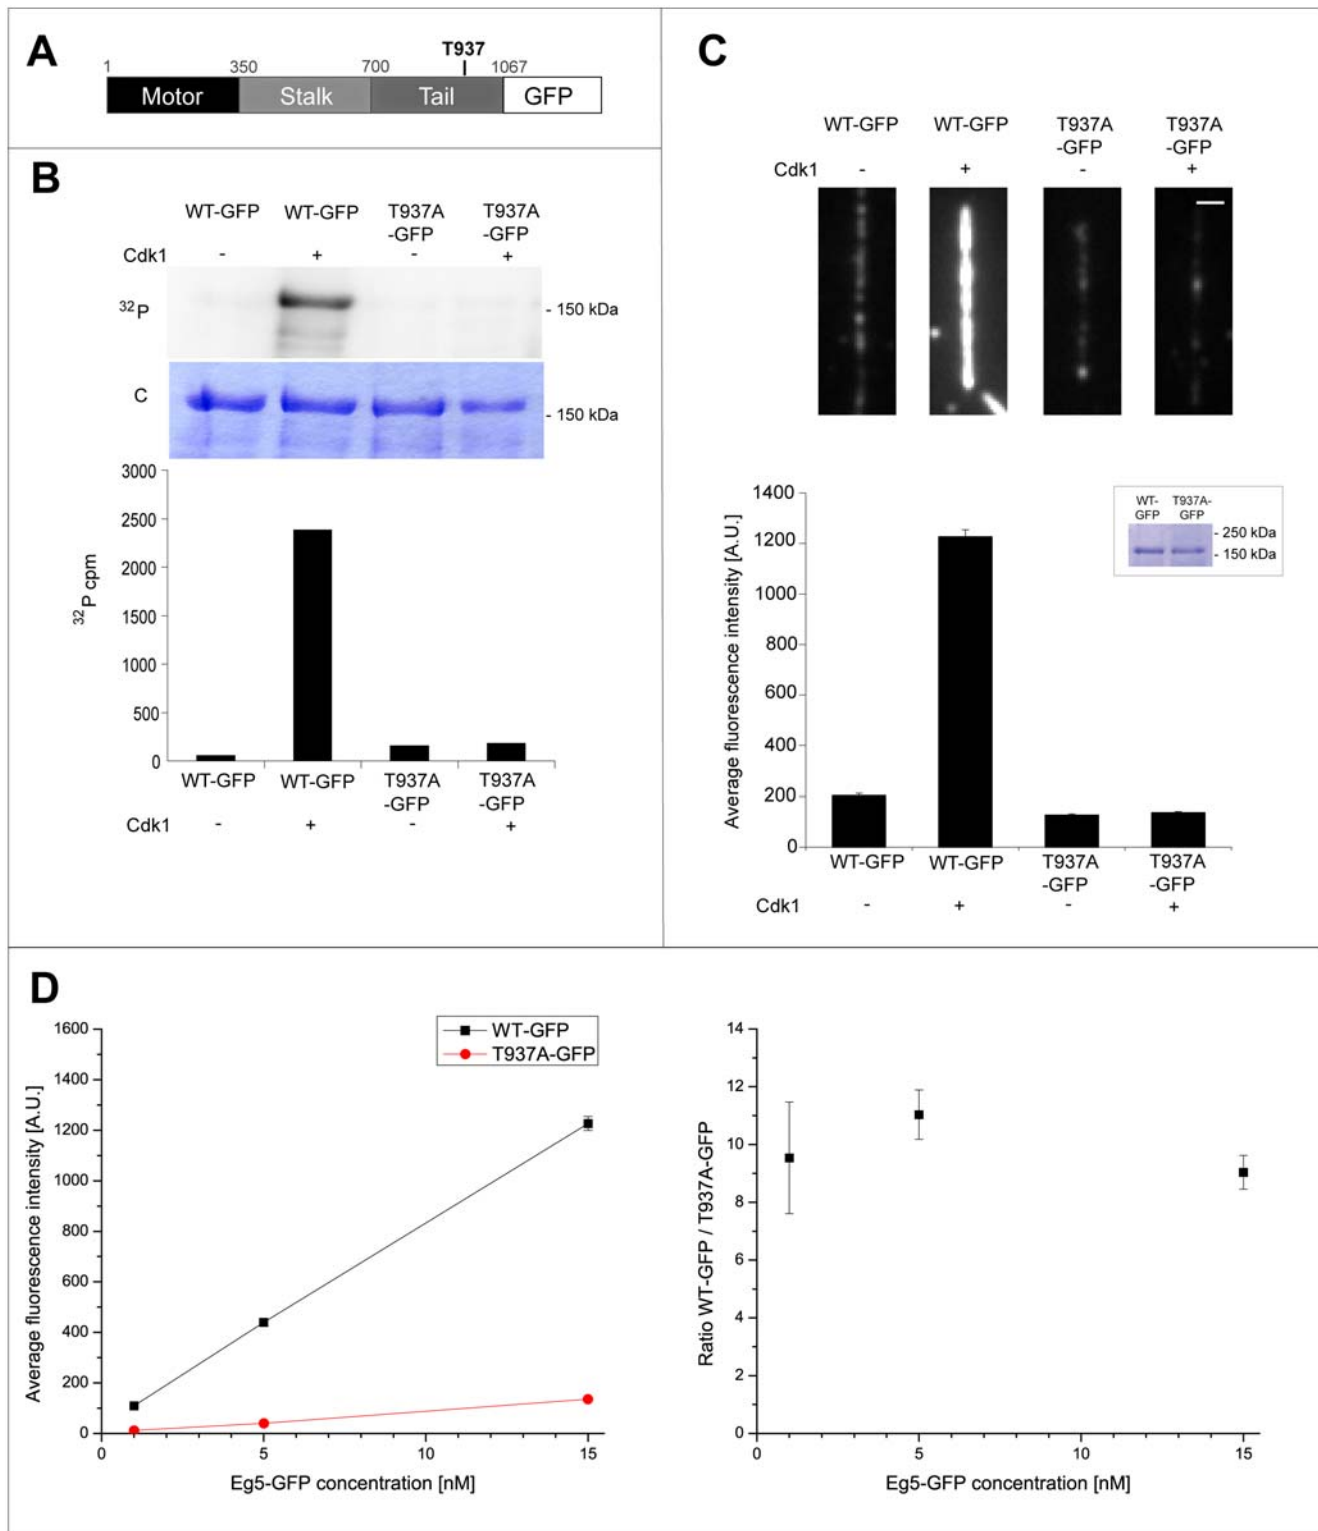 A
T937
1 350 700 1067
Motor Stalk Tail GFP
B
WT-GFP WT-GFP T937A T937A
-GFP -GFP
Cdk1 - + - +
32P
- 150 kDa
C
- 150 kDa
3000
2500
2000
1500
1000
500
0
32P cpm
WT-GFP WT-GFP T937A T937A
-GFP -GFP
Cdk1 - + - +
C
WT-GFP WT-GFP T937A T937A
-GFP -GFP
Cdk1 - + - +
1400
1200
1000
800
600
400
200
0
Average fluorescence intensity [A.U.]
WT- T937A-
GFP GFP
- 250 kDa
- 150 kDa
WT-GFP WT-GFP T937A T937A
-GFP -GFP
Cdk1 - + - +
D
1600
1400
1200
1000
800
600
400
200
0
Average fluorescence intensity [A.U.]
WT-GFP
T937A-GFP
0 5 10 15
Eg5-GFP concentration [nM]
14
12
10
8
6
4
2
0
Ratio WT-GFP / T937A-GFP
0 5 10 15
Eg5-GFP concentration [nM]